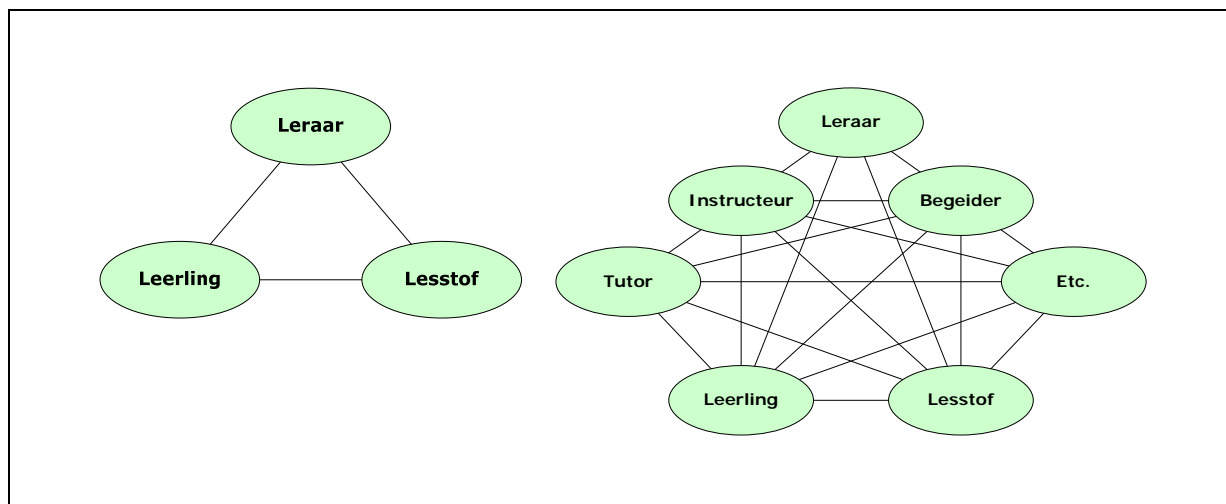 Leraar
Leerling
Lesstof
Leraar
Instructeur
Begeider
Tutor
Etc.
Leerling
Lesstof